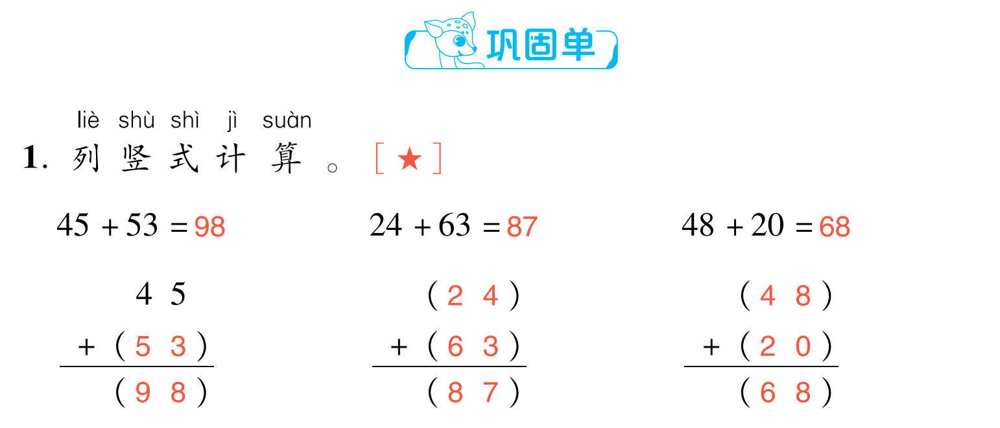 巩固单
liè shù shì jì suàn
1. 列竖式计算。[★]
45 + 53 = 98 24 + 63 = 87 48 + 20 = 68
4 5 ( 2 4 ) ( 4 8 )
+ ( 5 3 ) + ( 6 3 ) + ( 2 0 )
( 9 8 ) ( 8 7 ) ( 6 8 )